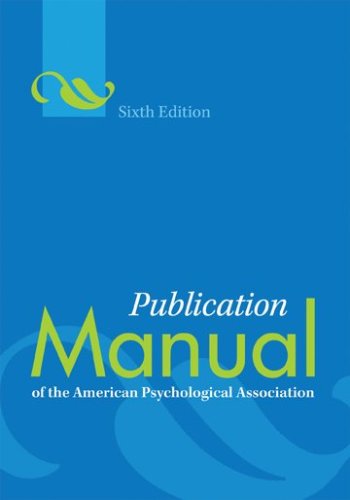 Sixth Edition
Publication
Manual
of the American Psychological Association